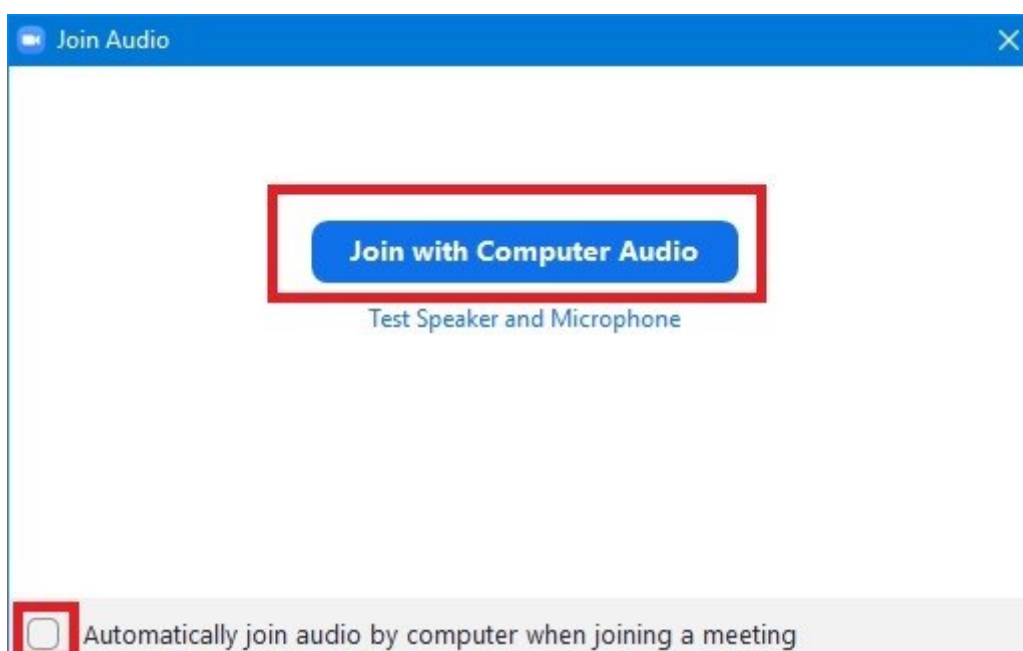 Join Audio
Join with Computer Audio
Test Speaker and Microphone
Automatically join audio by computer when joining a meeting